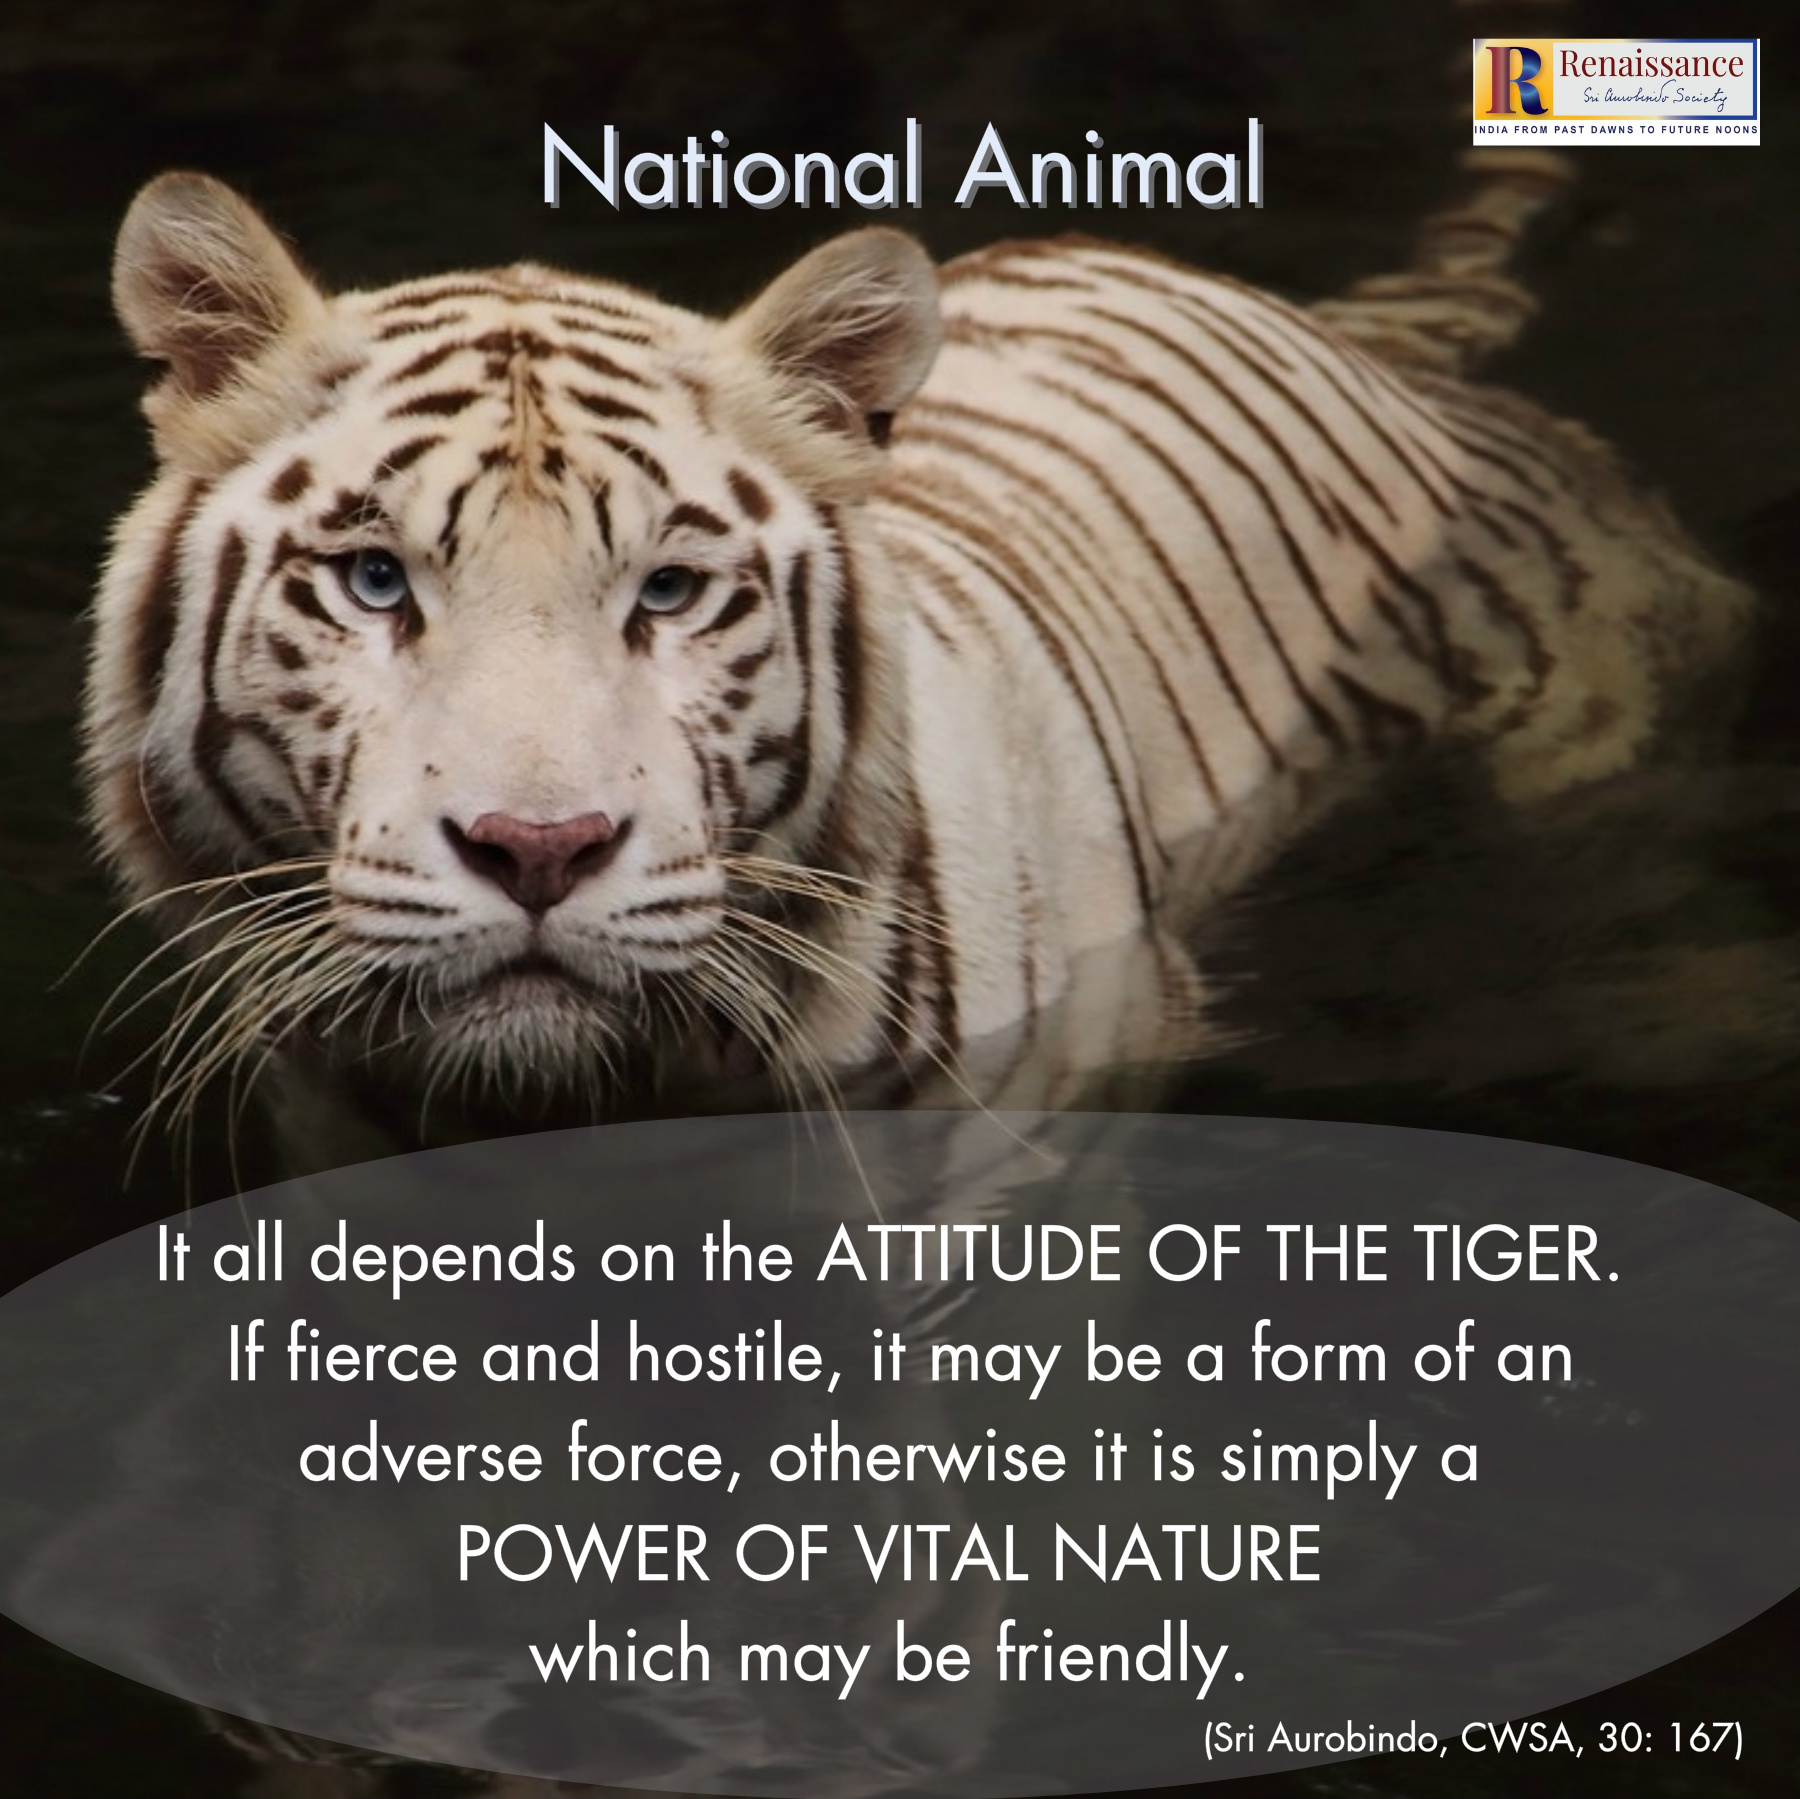 R Renaissance
Sri Aurobindo Society
INDIA FROM PAST DAWNS TO FUTURE NOONS
National Animal
It all depends on the ATTITUDE OF THE TIGER.
If fierce and hostile, it may be a form of an
adverse force, otherwise it is simply a
POWER OF VITAL NATURE
which may be friendly.
(Sri Aurobindo, CWSA, 30: 167)